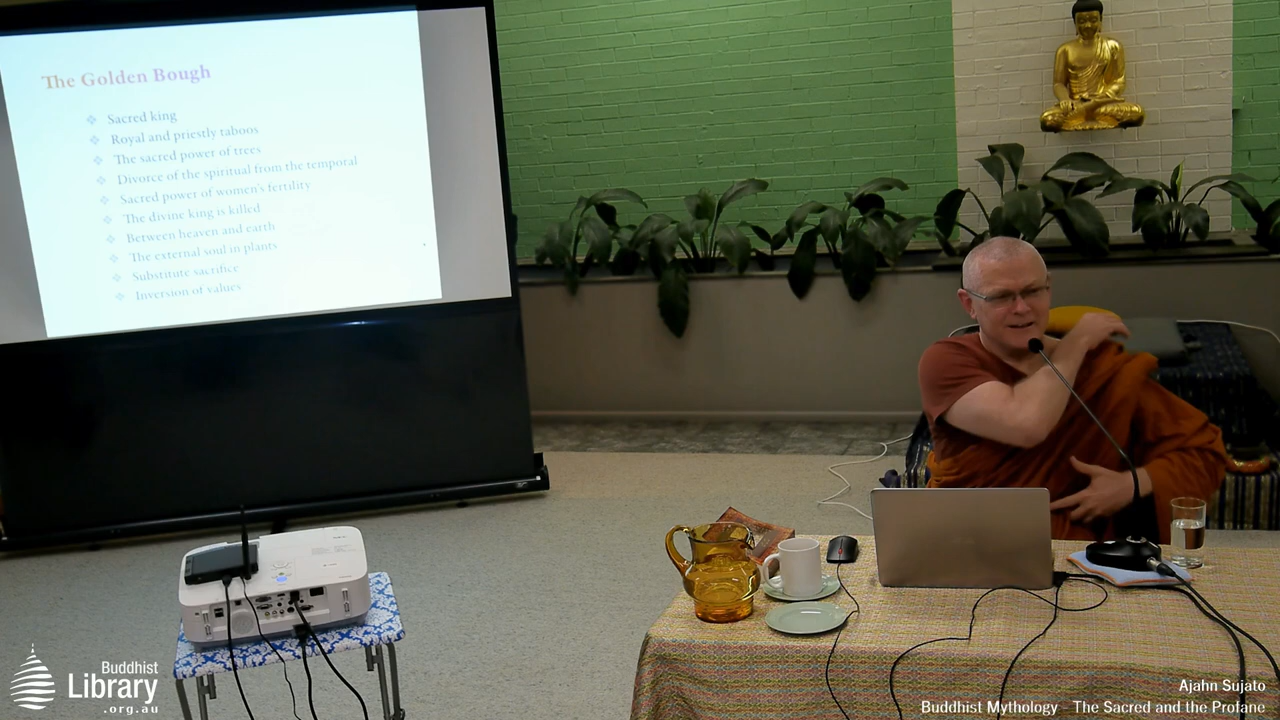 The Golden Bough
Sacred king
Royal and priestly taboos
The sacred power of trees
Divorce of the spiritual from the temporal
Sacred power of women's fertility
The divine king is killed
Between heaven and earth
The external soul in plants
Substitute sacrifice
Inversion of values
Buddhist
Library
.org.au
Ajahn Sujato
Buddhist Mythology The Sacred and the Profane